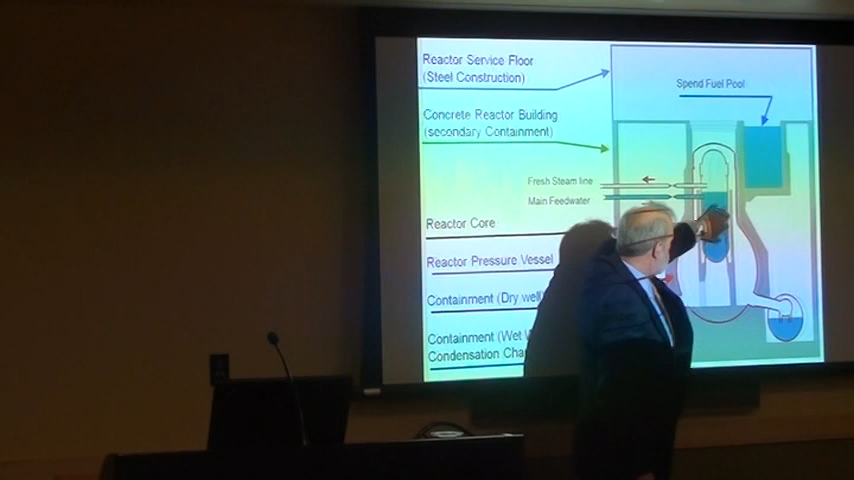 Reactor Service Floor
(Steel Construction)
Spend Fuel Pool
Concrete Reactor Building
(secondary Containment)
Fresh Steam line
Main Feedwater
Reactor Core
Reactor Pressure Vessel
Containment (Dry well
Containment (Wet
Condensation